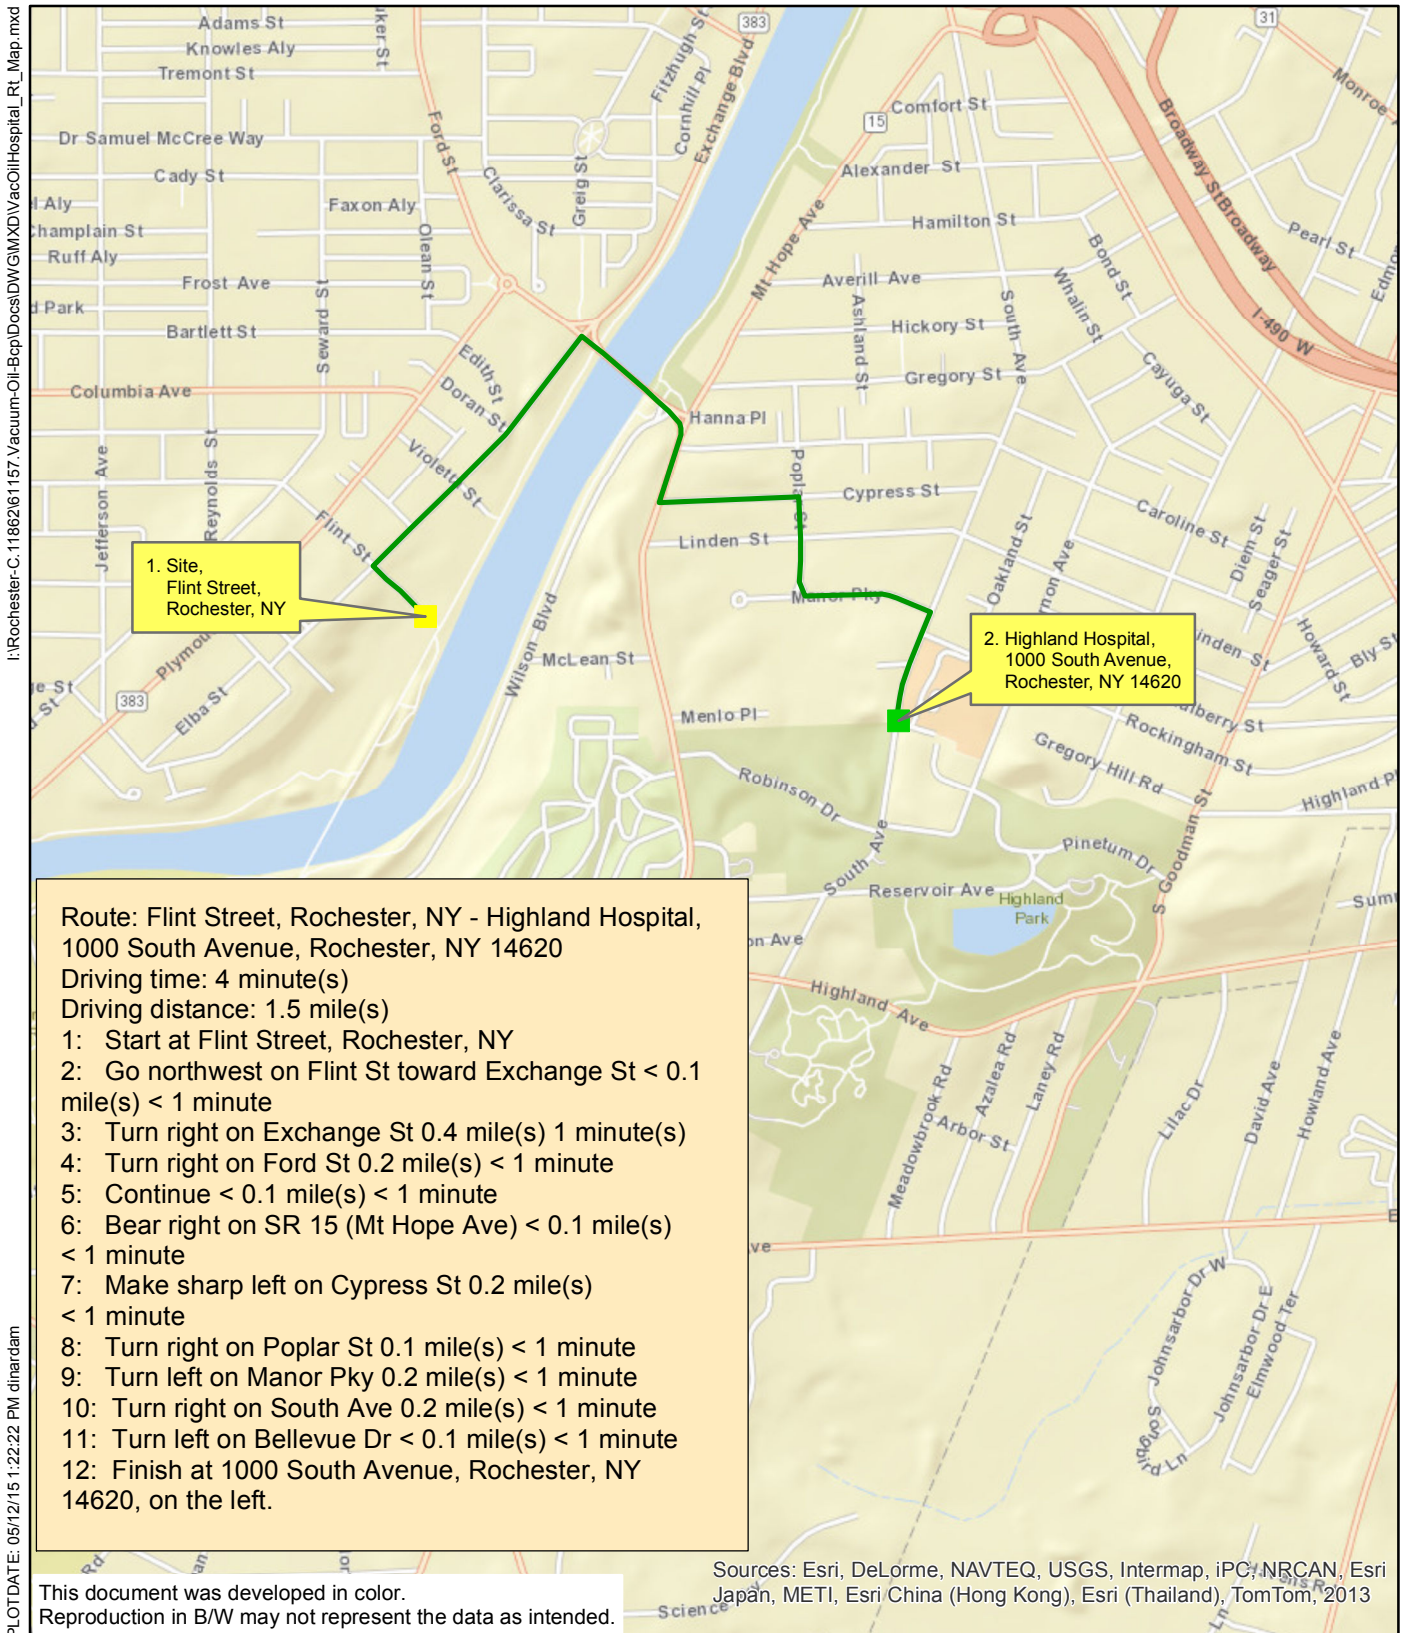 I:\Rochester-C.11862\61157.Vacuum-Oil-Bcp\Docs\DWG\MXD\VacOilHospital_Rt_Map.mxd
PLOTDATE: 05/12/15 1:22:22 PM dinardam
Adams St
Knowles Aly
Tremont St
Dr Samuel McCree Way
Cady St
Faxon Aly
Champlain St
Ruff Aly
Frost Ave
Bartlett St
Columbia Ave
Seward St
Olean St
Ford St
Clarissa St
Greig St
Fitzhugh St
Cornhill Pl
Exchange Blvd
383
Edith St
Doran St
Violetta St
Flint St
Jefferson Ave
Reynolds St
Elba St
383
Wilson Blvd
McLean St
Mt Hope Ave
15
31
Comfort St
Alexander St
Hamilton St
Averill Ave
Ashland St
Hickory St
Gregory St
South Ave
Bond St
Whalin St
Cayuga St
Broadway St
Broadway
I-490 W
Pearl St
Hanna Pl
Poplar St
Cypress St
Linden St
Manor Pky
Oakland St
Caroline St
Diem St
Seager St
Howard St
Bly St
Rockingham St
Gregory Hill Rd
Menlo Pl
Robinson Dr
South Ave
Reservoir Ave
Highland
Park
Pinetum Dr
S Goodman St
Highland Ave
Meadowbrook Rd
Azalea Rd
Laney Rd
Arbor St
Lilac Dr
David Ave
Howland Ave
Johnsarbor Dr W
Johnsarbor Dr E
Elmwood Ter
Songbird Ln
1. Site,
Flint Street,
Rochester, NY
2. Highland Hospital,
1000 South Avenue,
Rochester, NY 14620
Route: Flint Street, Rochester, NY - Highland Hospital,
1000 South Avenue, Rochester, NY 14620
Driving time: 4 minute(s)
Driving distance: 1.5 mile(s)
1: Start at Flint Street, Rochester, NY
2: Go northwest on Flint St toward Exchange St < 0.1
mile(s) < 1 minute
3: Turn right on Exchange St 0.4 mile(s) 1 minute(s)
4: Turn right on Ford St 0.2 mile(s) < 1 minute
5: Continue < 0.1 mile(s) < 1 minute
6: Bear right on SR 15 (Mt Hope Ave) < 0.1 mile(s)
< 1 minute
7: Make sharp left on Cypress St 0.2 mile(s)
< 1 minute
8: Turn right on Poplar St 0.1 mile(s) < 1 minute
9: Turn left on Manor Pky 0.2 mile(s) < 1 minute
10: Turn right on South Ave 0.2 mile(s) < 1 minute
11: Turn left on Bellevue Dr < 0.1 mile(s) < 1 minute
12: Finish at 1000 South Avenue, Rochester, NY
14620, on the left.
This document was developed in color.
Reproduction in B/W may not represent the data as intended.
Science
Sources: Esri, DeLorme, NAVTEQ, USGS, Intermap, iPC, NRCAN, Esri
Japan, METI, Esri China (Hong Kong), Esri (Thailand), TomTom, 2013